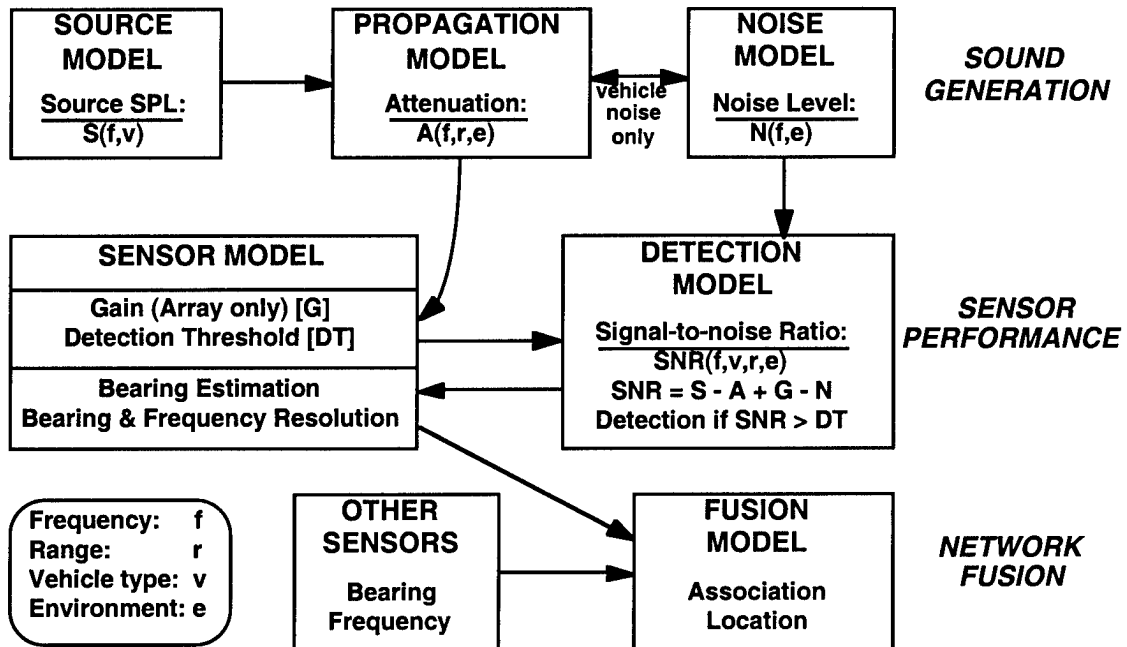 SOURCE
MODEL
Source SPL:
S(f,v)
PROPAGATION
MODEL
Attenuation:
A(f,r,e)
vehicle
noise
only
NOISE
MODEL
Noise Level:
N(f,e)
SOUND
GENERATION
SENSOR MODEL
Gain (Array only) [G]
Detection Threshold [DT]
Bearing Estimation
Bearing & Frequency Resolution
DETECTION
MODEL
Signal-to-noise Ratio:
SNR(f,v,r,e)
SNR = S - A + G - N
Detection if SNR > DT
SENSOR
PERFORMANCE
Frequency: f
Range: r
Vehicle type: v
Environment: e
OTHER
SENSORS
Bearing
Frequency
FUSION
MODEL
Association
Location
NETWORK
FUSION